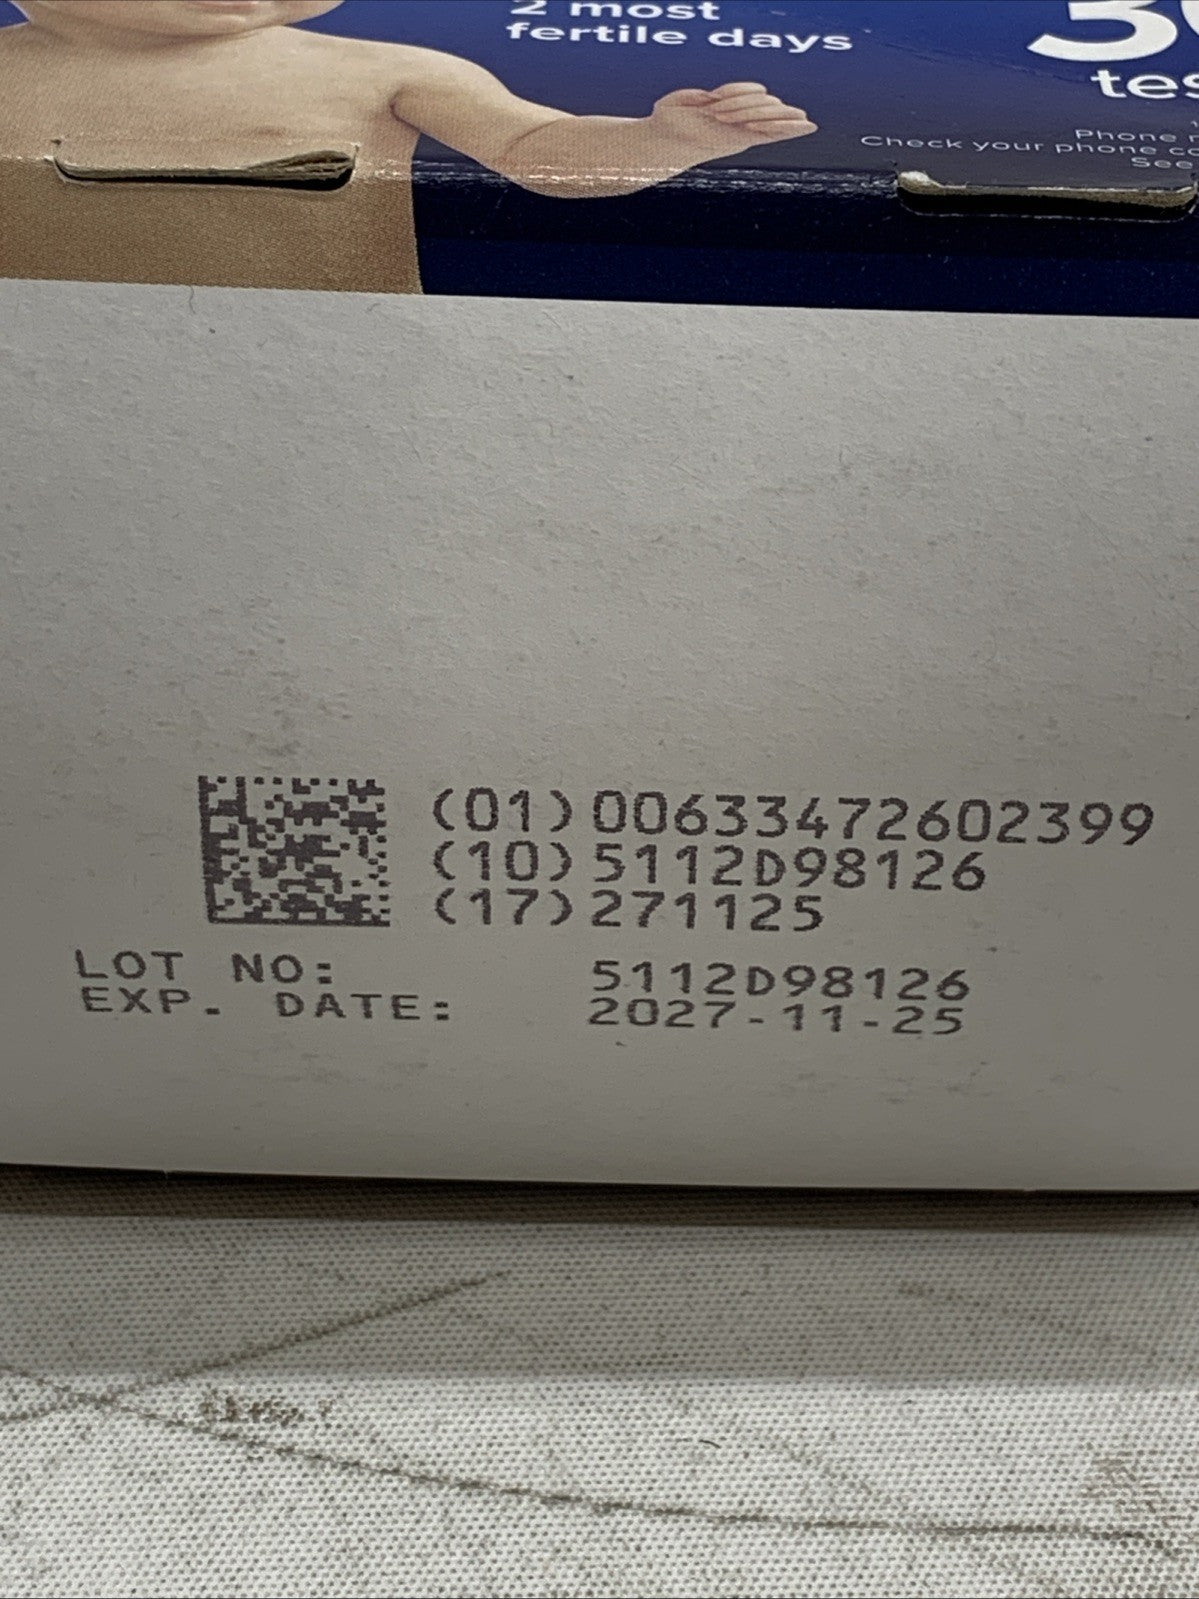 2 most
fertile days
tes
Phone
Check your phone
See
(01)00633472602399
(10)5112D98126
(17)271125
LOT NO: 5112D98126
EXP. DATE: 2027-11-25